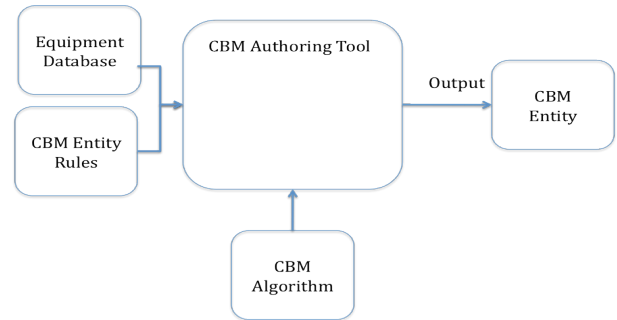 Equipment
Database
CBM Entity
Rules
CBM Authoring Tool
Output
CBM
Entity
CBM
Algorithm